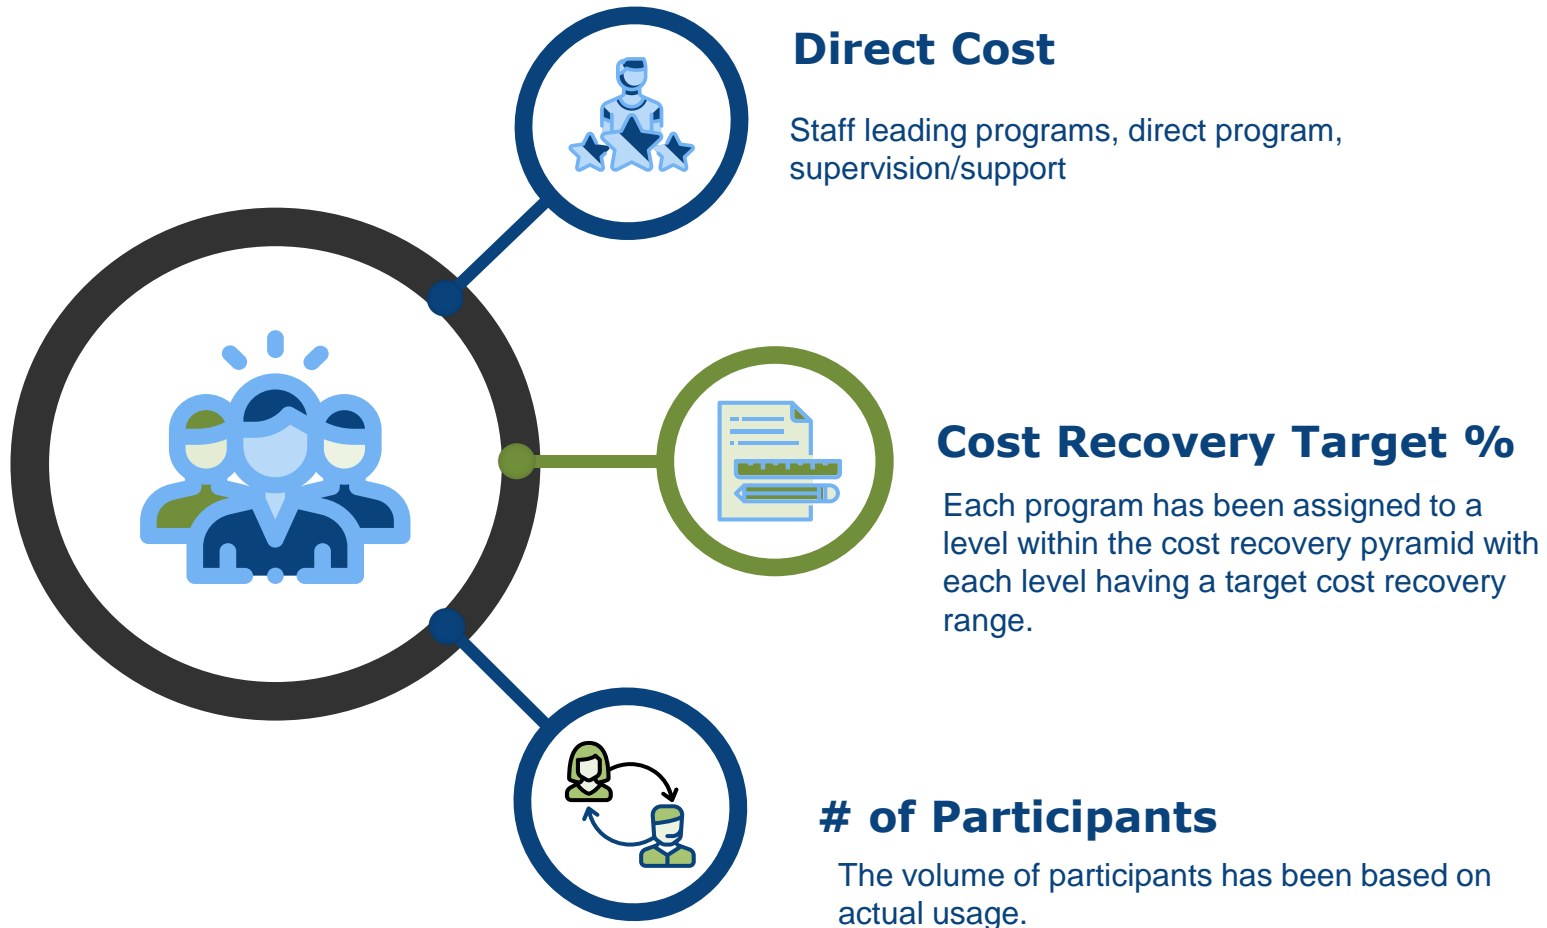 Direct Cost
Staff leading programs, direct program,
supervision/support
Cost Recovery Target %
Each program has been assigned to a
level within the cost recovery pyramid with
each level having a target cost recovery
range.
# of Participants
The volume of participants has been based on
actual usage.